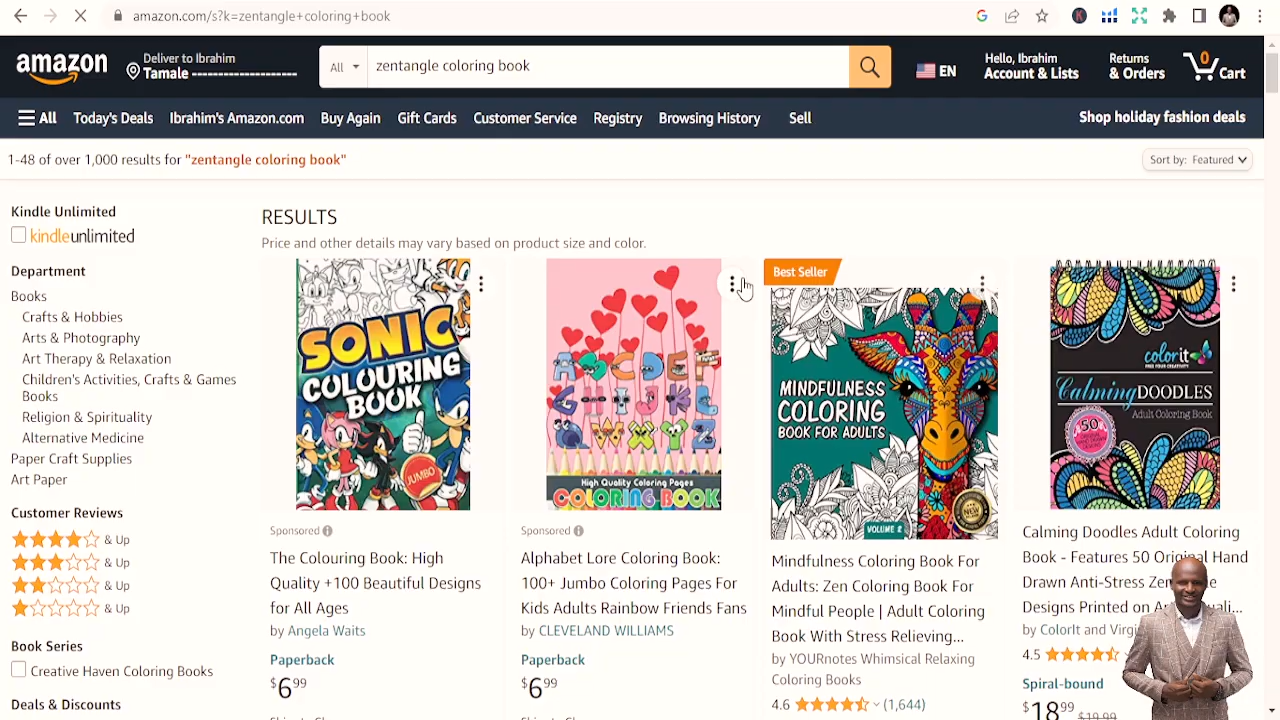 amazon.com/s?k=zentangle+coloring+book
amazon
Deliver to Ibrahim
Tamale ------------------
All
zentangle coloring book
EN
Hello, Ibrahim
Account & Lists
Returns
& Orders
0
Cart
All
Today's Deals
Ibrahim's Amazon.com
Buy Again
Gift Cards
Customer Service
Registry
Browsing History
Sell
Shop holiday fashion deals
1-48 of over 1,000 results for "zentangle coloring book"
Sort by: Featured
Kindle Unlimited
kindleunlimited
Department
Books
Crafts & Hobbies
Arts & Photography
Art Therapy & Relaxation
Children's Activities, Crafts & Games
Books
Religion & Spirituality
Alternative Medicine
Paper Craft Supplies
Art Paper
Customer Reviews
& Up
& Up
& Up
& Up
Book Series
Creative Haven Coloring Books
Deals & Discounts
RESULTS
Price and other details may vary based on product size and color.
SONIC
COLOURING
BOOK
JUMBO
Sponsored
The Colouring Book: High
Quality +100 Beautiful Designs
for All Ages
by Angela Waits
Paperback
$6 99
High Quality Coloring Pages
COLORING BOOK
Sponsored
Alphabet Lore Coloring Book:
100+ Jumbo Coloring Pages For
Kids Adults Rainbow Friends Fans
by CLEVELAND WILLIAMS
Paperback
$6 99
Best Seller
MINDFULNESS
COLORING
BOOK FOR ADULTS
VOLUME 2
Mindfulness Coloring Book For
Adults: Zen Coloring Book For
Mindful People | Adult Coloring
Book With Stress Relieving...
by YOURnotes Whimsical Relaxing
Coloring Books
4.6
(1,644)
colorit
FREE YOUR CREATIVITY
Calming DOODLES
Adult Coloring Book
50
Calming Doodles Adult Coloring
Book - Features 50 Original Hand
Drawn Anti-Stress
Designs Printed on
by ColorIt and
4.5
Spiral-bound
$18 99 $19.99